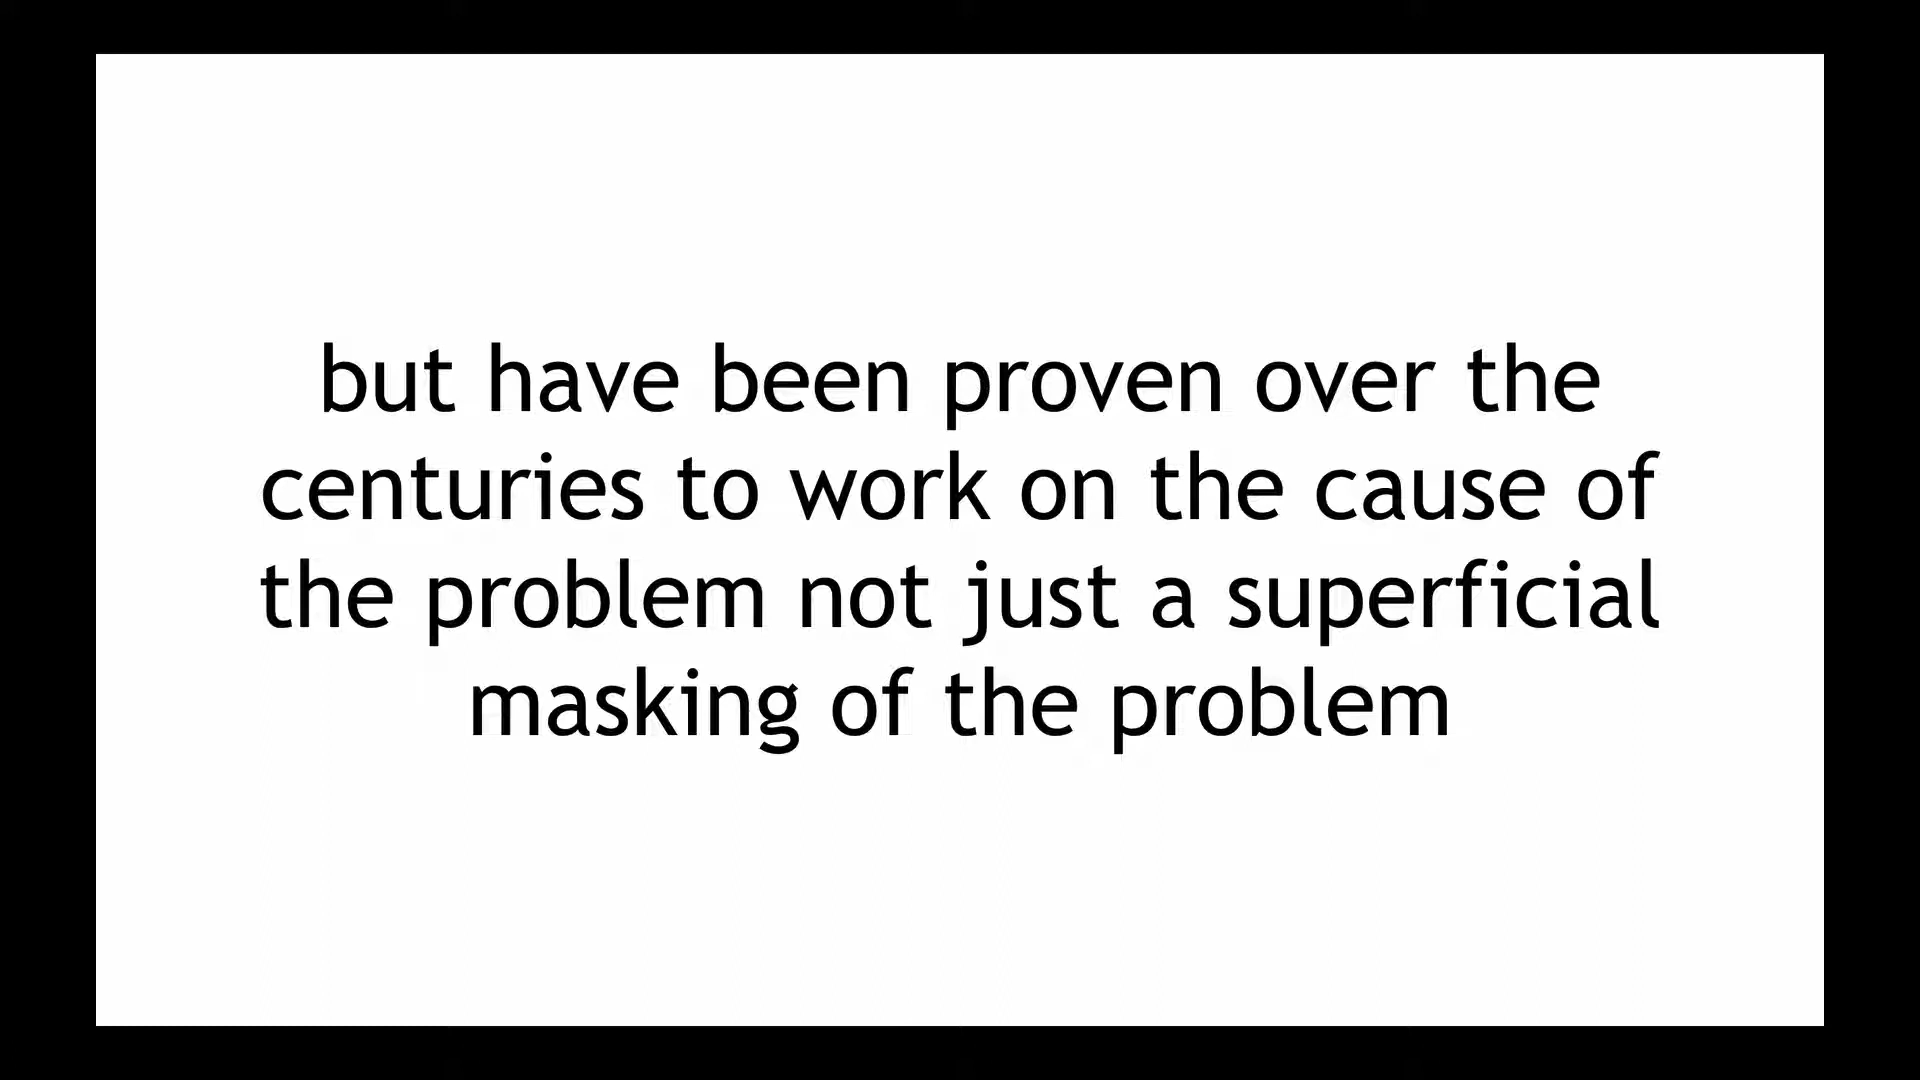 but have been proven over the
centuries to work on the cause of
the problem not just a superficial
masking of the problem